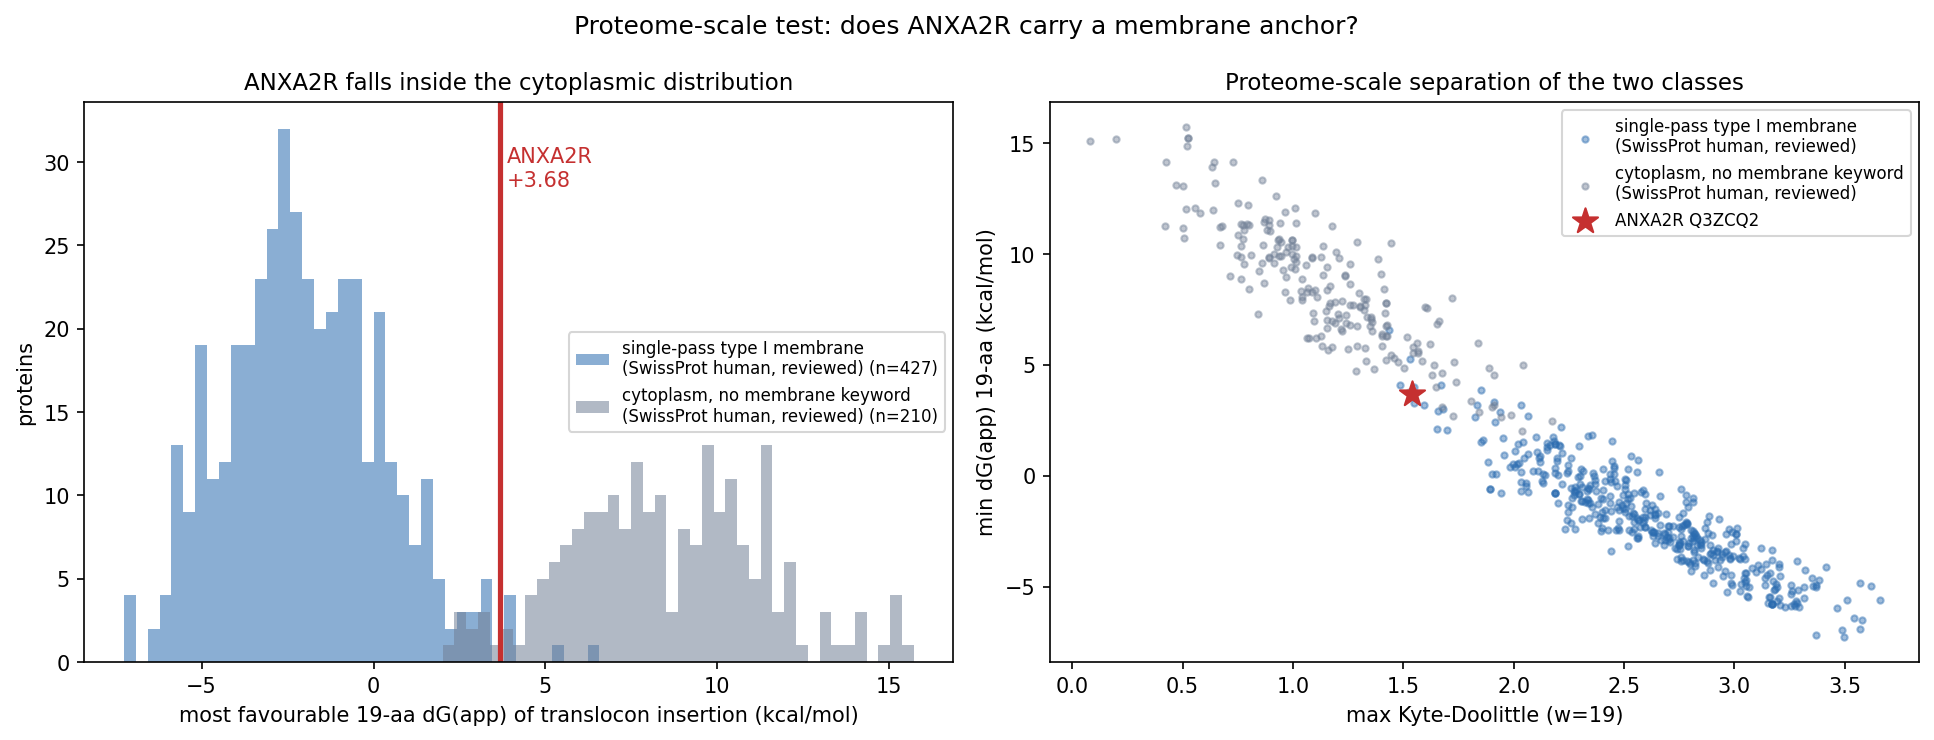 Proteome-scale test: does ANXA2R carry a membrane anchor?
ANXA2R falls inside the cytoplasmic distribution
proteins
30
25
20
15
10
5
0
ANXA2R
+3.68
single-pass type I membrane
(SwissProt human, reviewed) (n=427)
cytoplasm, no membrane keyword
(SwissProt human, reviewed) (n=210)
−5
0
5
10
15
most favourable 19-aa dG(app) of translocon insertion (kcal/mol)
Proteome-scale separation of the two classes
min dG(app) 19-aa (kcal/mol)
15
10
5
0
−5
single-pass type I membrane
(SwissProt human, reviewed)
cytoplasm, no membrane keyword
(SwissProt human, reviewed)
ANXA2R Q3ZCQ2
0.0
0.5
1.0
1.5
2.0
2.5
3.0
3.5
max Kyte-Doolittle (w=19)